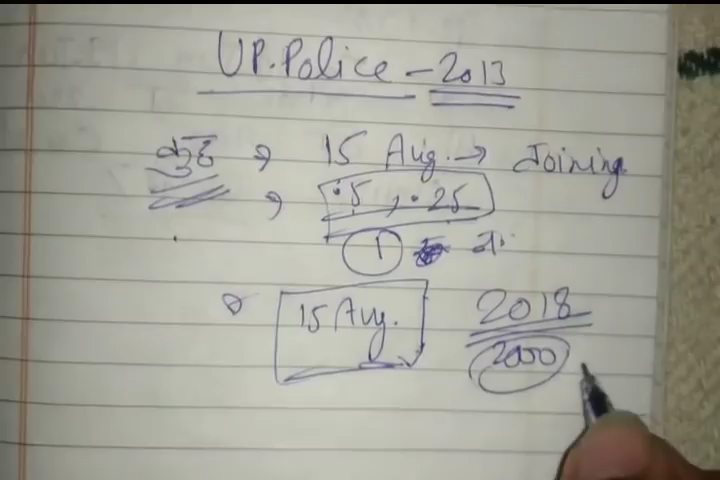 UP.Police - 2013
→ 15 Aug. → Joining
→ .5, .25
1
15 Aug. 2018
2000